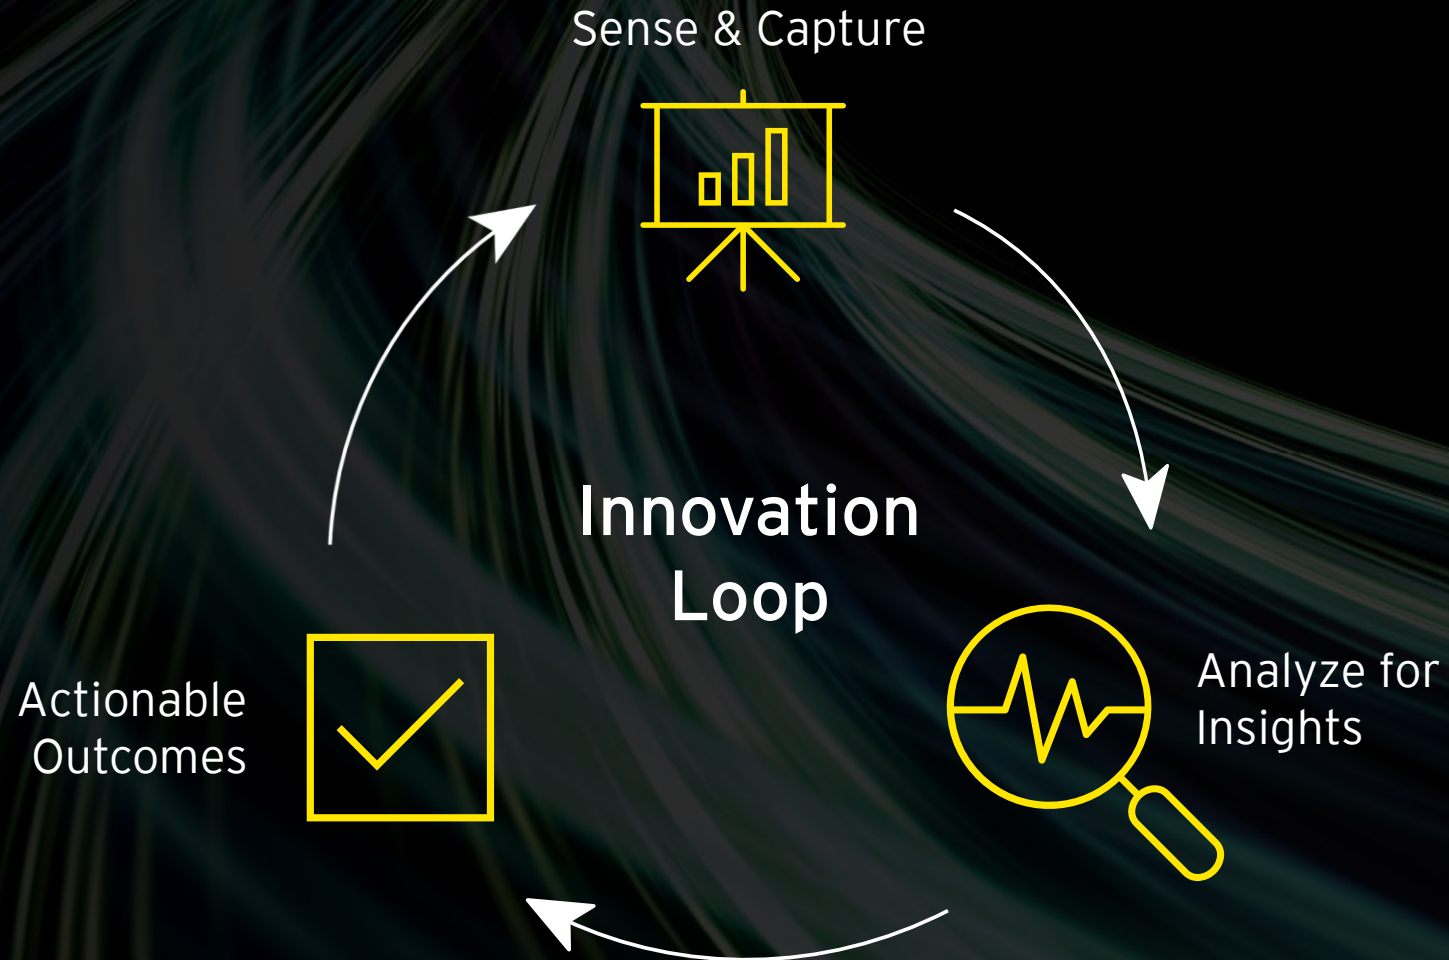 Sense & Capture
Innovation
Loop
Analyze for
Insights
Actionable
Outcomes